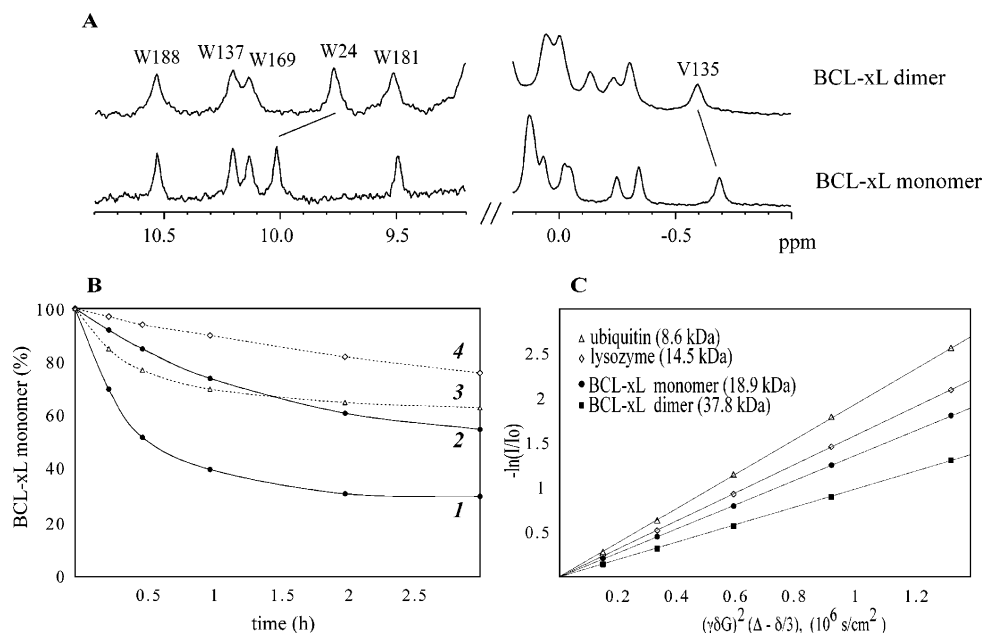 A
W188 W137 W169 W24 W181 V135
BCL-xL dimer
BCL-xL monomer
10.5 10.0 9.5 // 0.0 -0.5 ppm
B
BCL-xL monomer (%)
100
80
60
40
30
0
4
3
2
1
0.5 1 2 2.5
time (h)
C
△ ubiquitin (8.6 kDa)
◇ lysozyme (14.5 kDa)
● BCL-xL monomer (18.9 kDa)
■ BCL-xL dimer (37.8 kDa)
-ln(I/Io)
2.5
2
1.5
1
0.5
0.2 0.4 0.6 0.8 1 1.2
(γδG)² (Δ - δ/3), (10⁶ s/cm²)